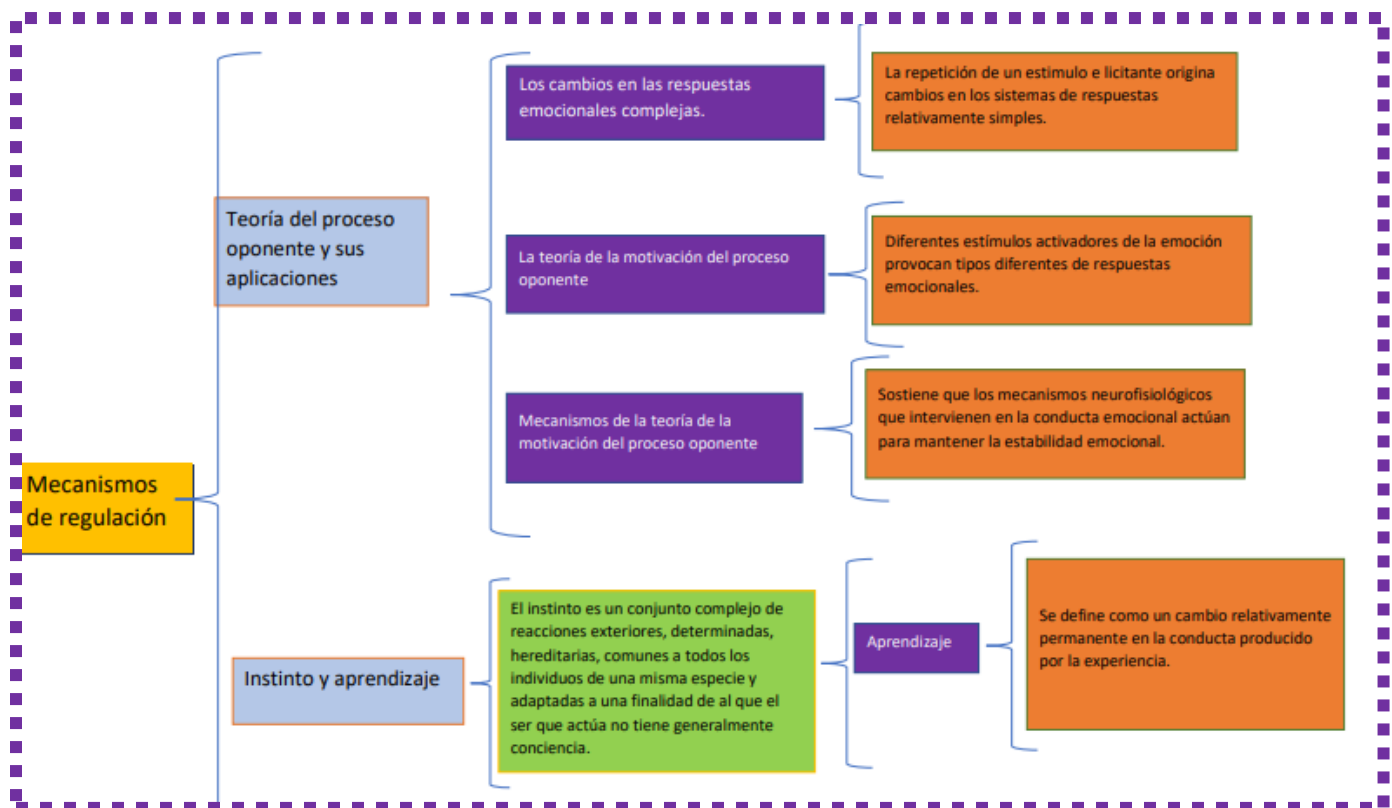 Mecanismos
de regulación
Teoría del proceso
oponente y sus
aplicaciones
Los cambios en las respuestas
emocionales complejas.
La repetición de un estimulo e licitante origina
cambios en los sistemas de respuestas
relativamente simples.
La teoría de la motivación del proceso
oponente
Diferentes estímulos activadores de la emoción
provocan tipos diferentes de respuestas
emocionales.
Mecanismos de la teoría de la
motivación del proceso oponente
Sostiene que los mecanismos neurofisiológicos
que intervienen en la conducta emocional actúan
para mantener la estabilidad emocional.
Instinto y aprendizaje
El instinto es un conjunto complejo de
reacciones exteriores, determinadas,
hereditarias, comunes a todos los
individuos de una misma especie y
adaptadas a una finalidad de al que el
ser que actúa no tiene generalmente
conciencia.
Aprendizaje
Se define como un cambio relativamente
permanente en la conducta producido
por la experiencia.